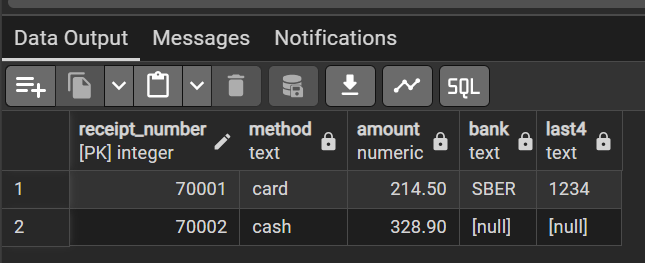 Data Output Messages Notifications
SQL
receipt_number method amount bank last4
[PK] integer text numeric text text
1 70001 card 214.50 SBER 1234
2 70002 cash 328.90 [null] [null]